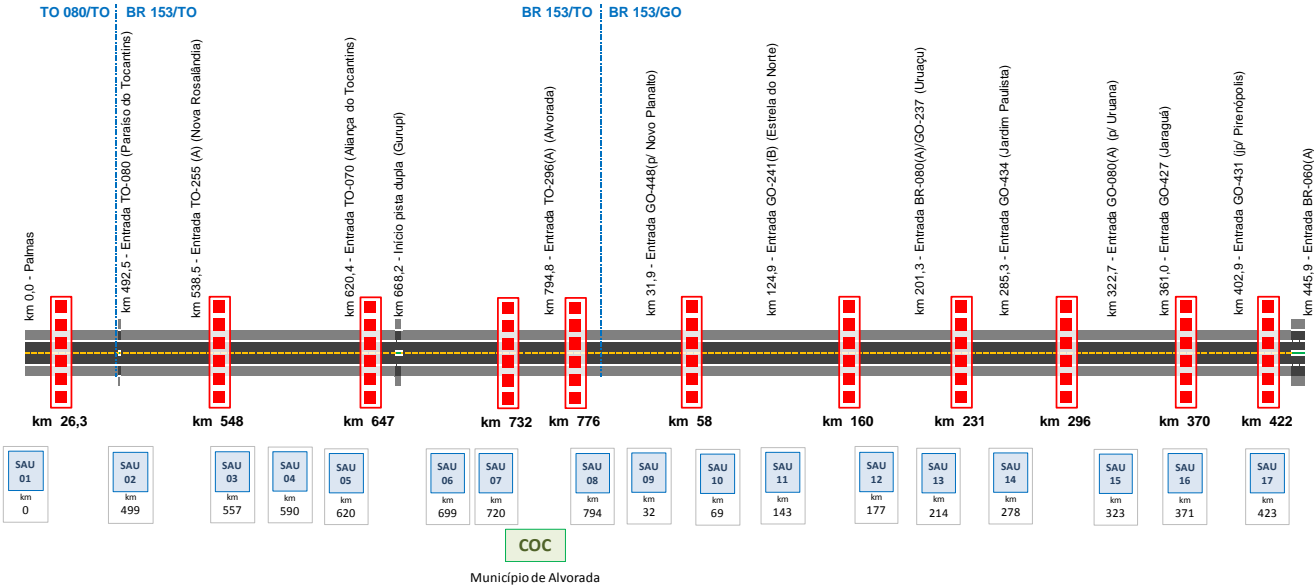 TO 080/TO
BR 153/TO
BR 153/TO
BR 153/GO
km 0,0 - Palmas
km 492,5 - Entrada TO-080 (Paraíso do Tocantins)
km 538,5 - Entrada TO-255 (A) (Nova Rosalândia)
km 620,4 - Entrada TO-070 (Aliança do Tocantins)
km 668,2 - Início pista dupla (Gurupi)
km 794,8 - Entrada TO-296(A) (Alvorada)
km 31,9 - Entrada GO-448(p/ Novo Planalto)
km 124,9 - Entrada GO-241(B) (Estrela do Norte)
km 201,3 - Entrada BR-080(A)/GO-237 (Uruaçu)
km 285,3 - Entrada GO-434 (Jardim Paulista)
km 322,7 - Entrada GO-080(A) (p/ Uruana)
km 361,0 - Entrada GO-427 (Jaraguá)
km 402,9 - Entrada GO-431 (jp/ Pirenópolis)
km 445,9 - Entrada BR-060(A)
km 26,3
km 548
km 647
km 732
km 776
km 58
km 160
km 231
km 296
km 370
km 422
SAU
01
km
0
SAU
02
km
499
SAU
03
km
557
SAU
04
km
590
SAU
05
km
620
SAU
06
km
699
SAU
07
km
720
SAU
08
km
794
SAU
09
km
32
SAU
10
km
69
SAU
11
km
143
SAU
12
km
177
SAU
13
km
214
SAU
14
km
278
SAU
15
km
323
SAU
16
km
371
SAU
17
km
423
COC
Município de Alvorada